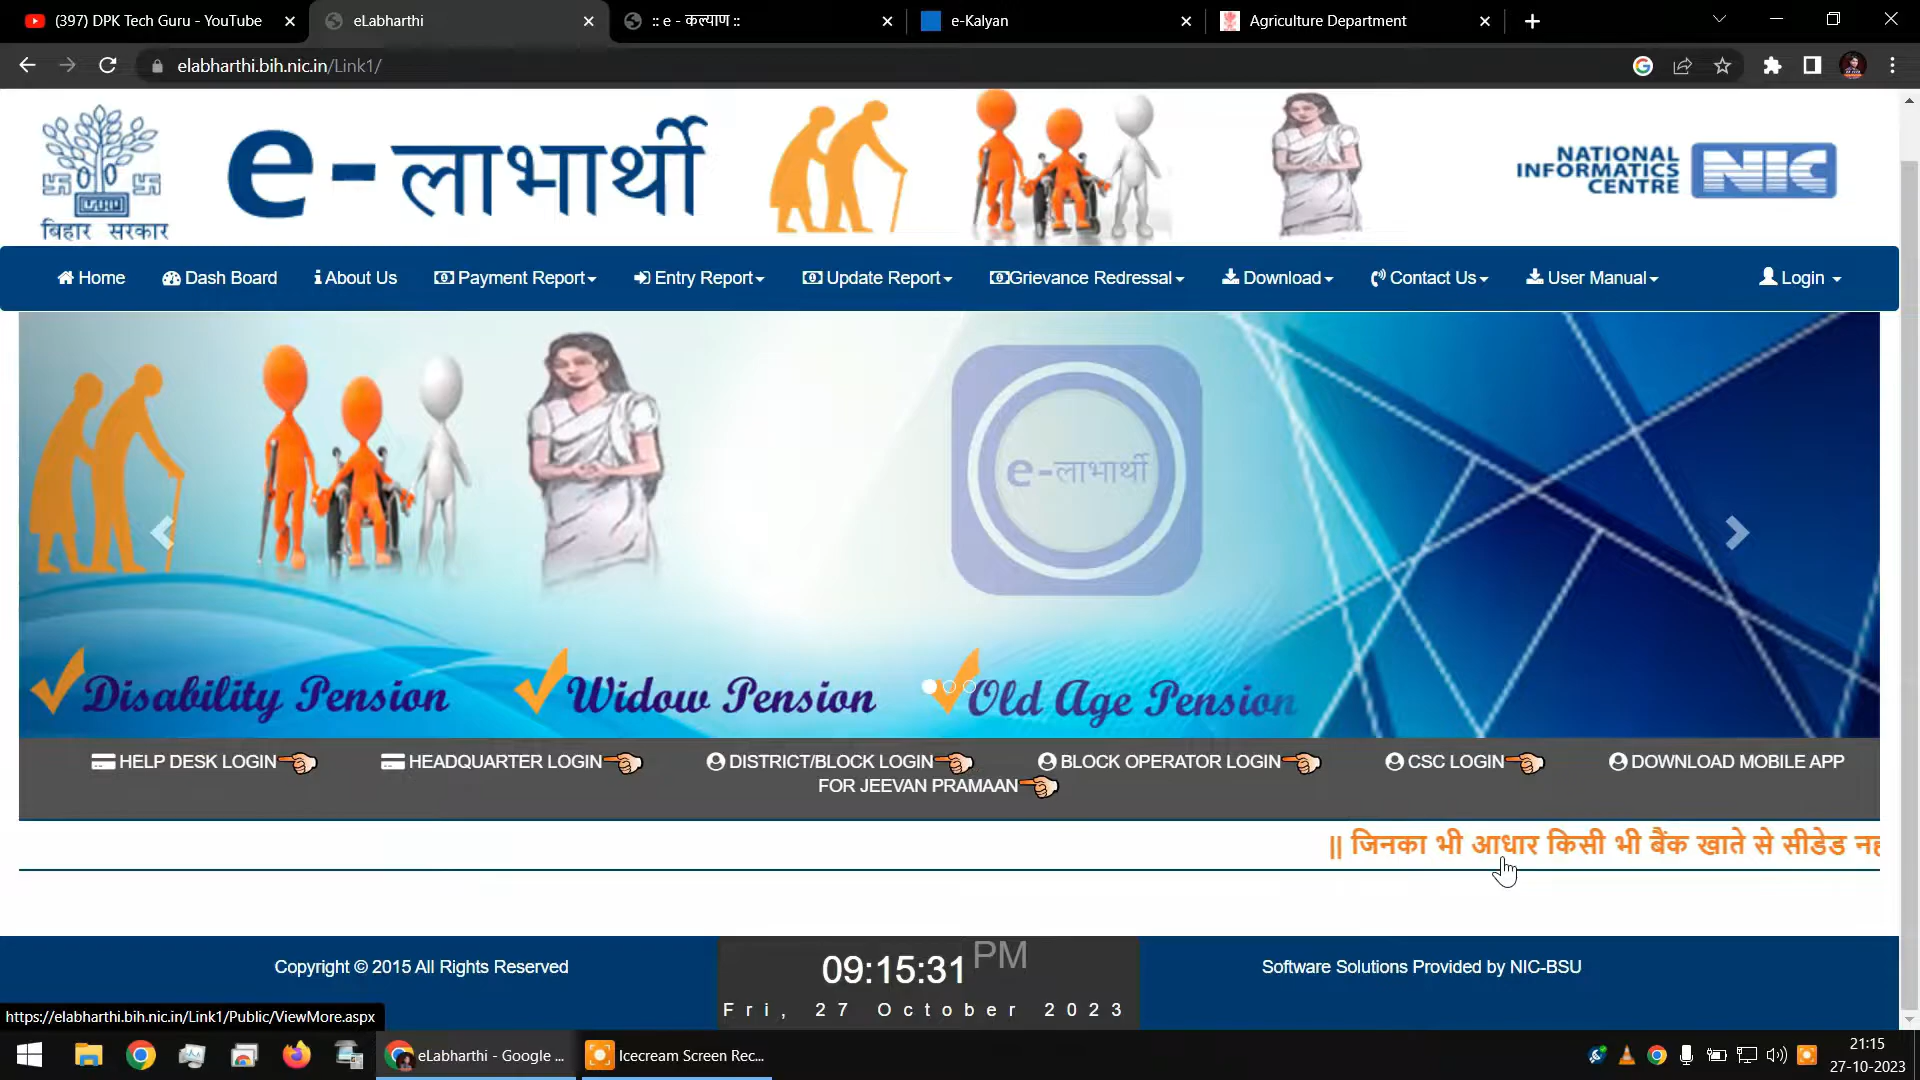 (397) DPK Tech Guru - YouTube
eLabharthi
:: e - कल्याण ::
e-Kalyan
Agriculture Department
elabharthi.bih.nic.in/Link1/
बिहार सरकार
e-लाभार्थी
NATIONAL
INFORMATICS
CENTRE
NIC
Home
Dash Board
About Us
Payment Report
Entry Report
Update Report
Grievance Redressal
Download
Contact Us
User Manual
Login
e-लाभार्थी
Disability Pension
Widow Pension
Old Age Pension
HELP DESK LOGIN
HEADQUARTER LOGIN
DISTRICT/BLOCK LOGIN
BLOCK OPERATOR LOGIN
CSC LOGIN
DOWNLOAD MOBILE APP
FOR JEEVAN PRAMAAN
|| जिनका भी आधार किसी भी बैंक खाते से सीडेड
Copyright © 2015 All Rights Reserved
09:15:31 PM
Fri, 27 October 2023
Software Solutions Provided by NIC-BSU
https://elabharthi.bih.nic.in/Link1/Public/ViewMore.aspx
eLabharthi - Google ...
Icecream Screen Rec...
21:15
27-10-2023